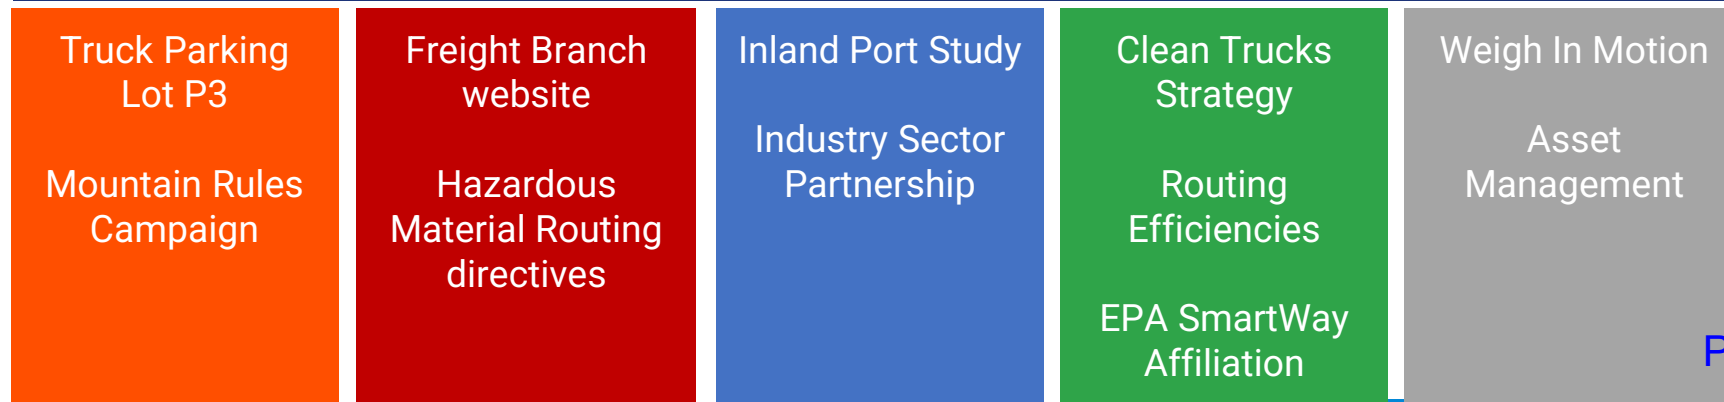 Truck Parking
Lot P3
Mountain Rules
Campaign
Freight Branch
website
Hazardous
Material Routing
directives
Inland Port Study
Industry Sector
Partnership
Clean Trucks
Strategy
Routing
Efficiencies
EPA SmartWay
Affiliation
Weigh In Motion
Asset
Management
P